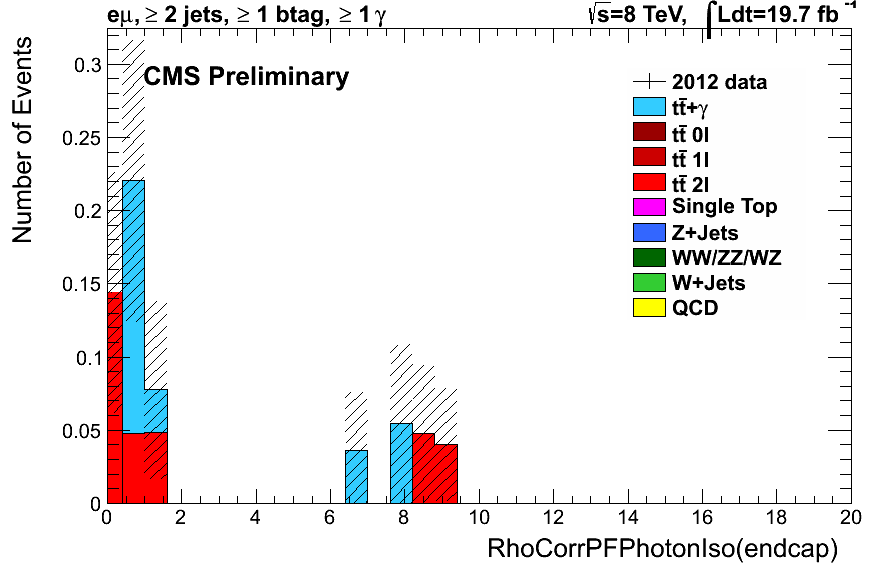 eμ, ≥ 2 jets, ≥ 1 btag, ≥ 1 γ √s=8 TeV, ∫Ldt=19.7 fb⁻¹
CMS Preliminary
Number of Events
0.3
0.25
0.2
0.15
0.1
0.05
0
2012 data
tt̄+γ
tt̄ 0l
tt̄ 1l
tt̄ 2l
Single Top
Z+Jets
WW/ZZ/WZ
W+Jets
QCD
0 2 4 6 8 10 12 14 16 18 20
RhoCorrPFPhotonIso(endcap)